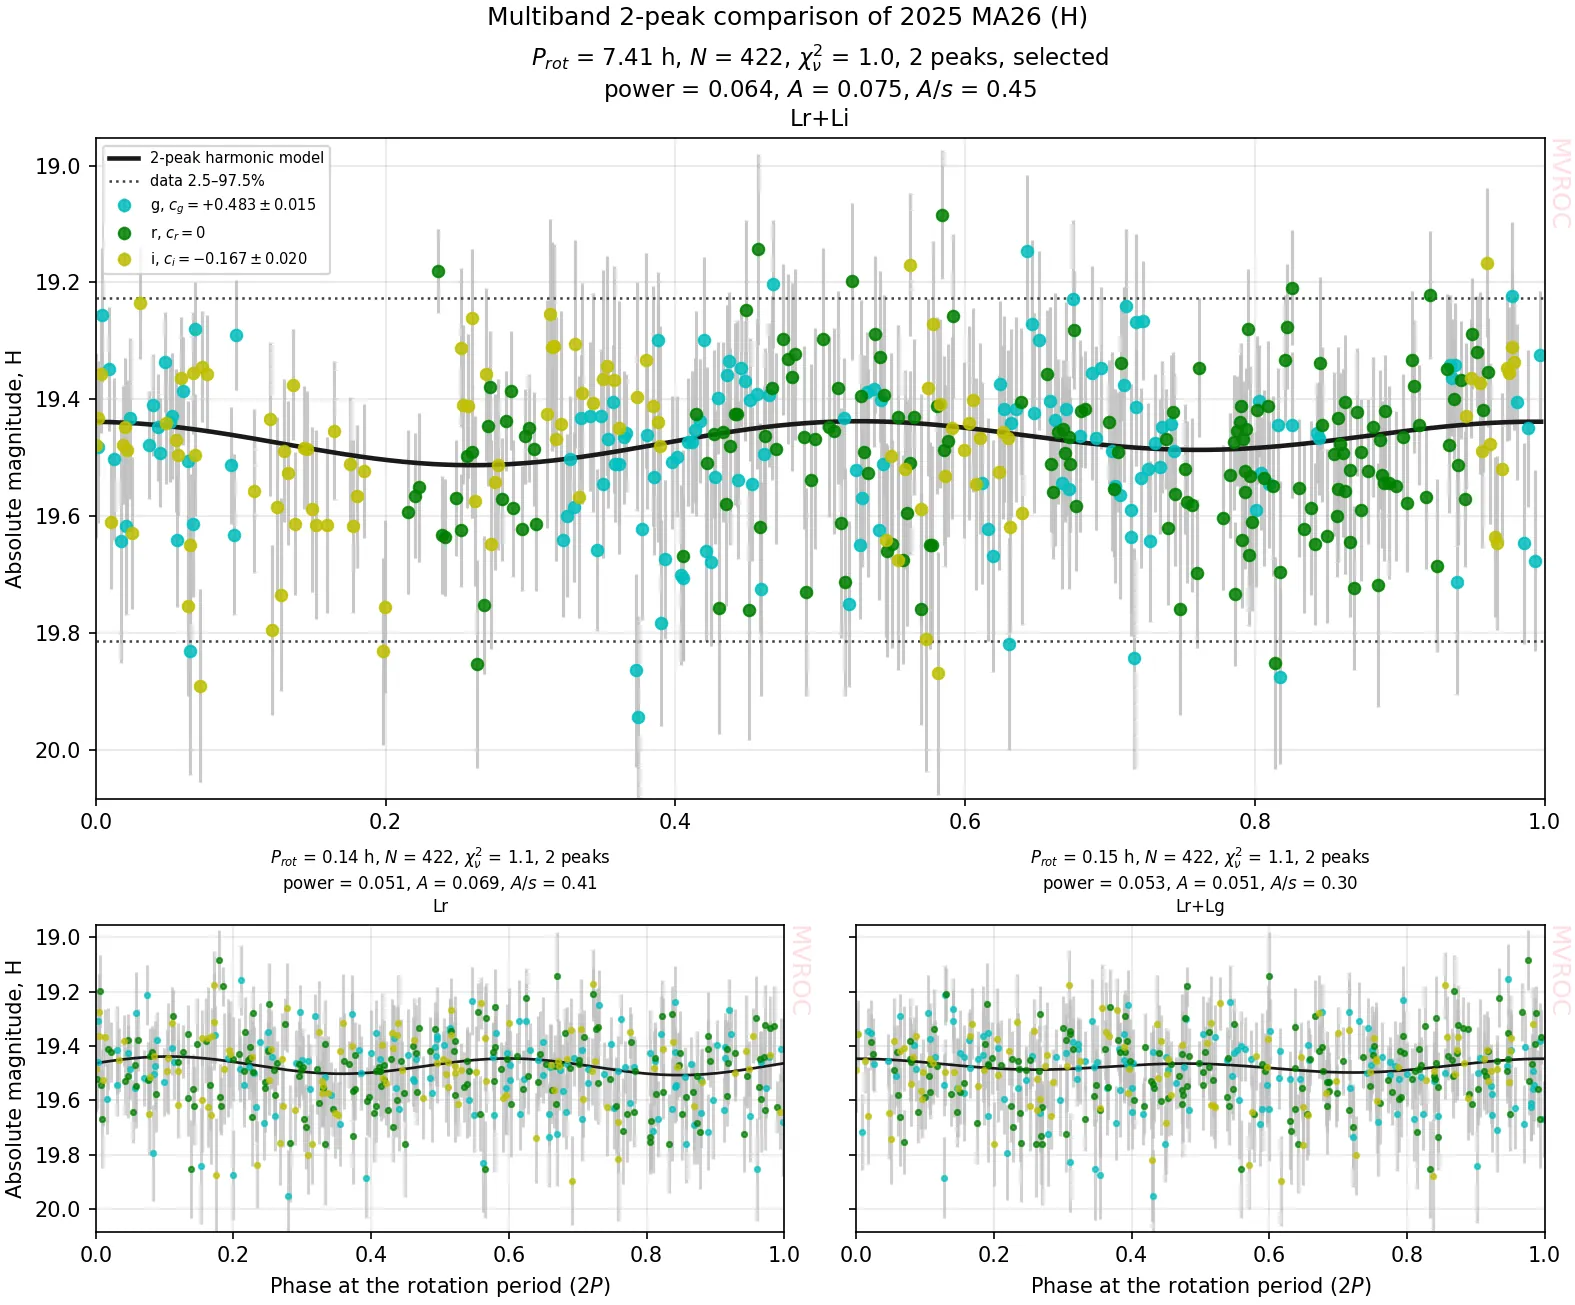 Multiband 2-peak comparison of 2025 MA26 (H)
P_rot = 7.41 h, N = 422, χ²_ν = 1.0, 2 peaks, selected
power = 0.064, A = 0.075, A/s = 0.45
Lr+Li
2-peak harmonic model
data 2.5–97.5%
g, c_g = +0.483 ± 0.015
r, c_r = 0
i, c_i = −0.167 ± 0.020
MVROC
Absolute magnitude, H
19.0
19.2
19.4
19.6
19.8
20.0
0.0 0.2 0.4 0.6 0.8 1.0
P_rot = 0.14 h, N = 422, χ²_ν = 1.1, 2 peaks
power = 0.051, A = 0.069, A/s = 0.41
Lr
MVROC
Absolute magnitude, H
19.0
19.2
19.4
19.6
19.8
20.0
0.0 0.2 0.4 0.6 0.8 1.0
Phase at the rotation period (2P)
P_rot = 0.15 h, N = 422, χ²_ν = 1.1, 2 peaks
power = 0.053, A = 0.051, A/s = 0.30
Lr+Lg
MVROC
0.0 0.2 0.4 0.6 0.8 1.0
Phase at the rotation period (2P)